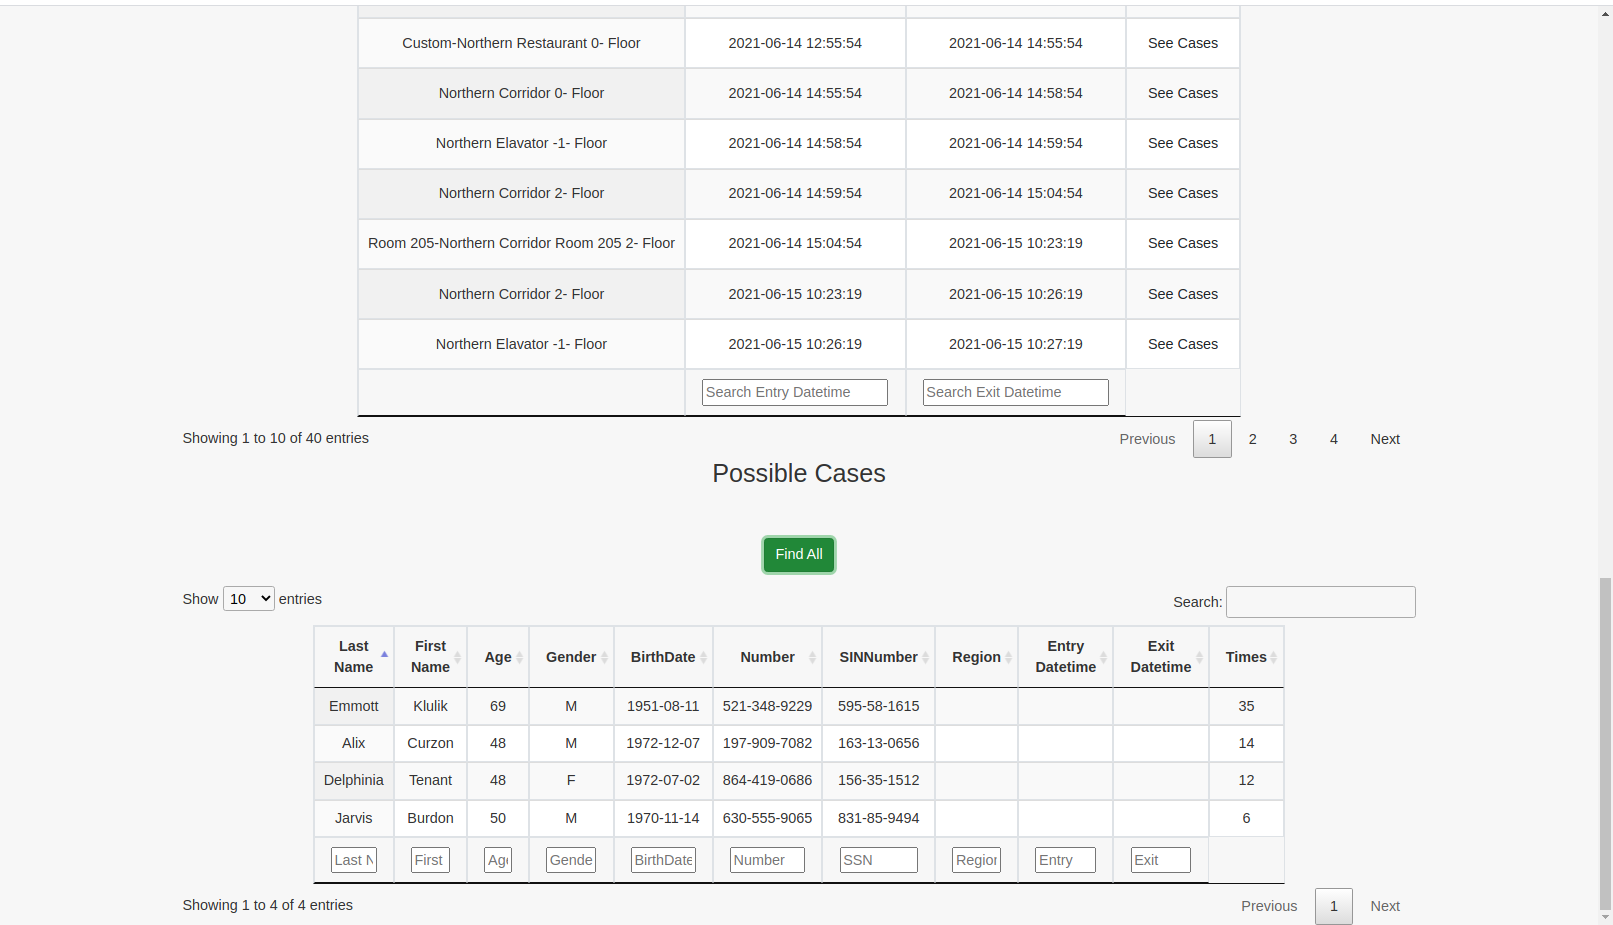 Custom-Northern Restaurant 0- Floor 2021-06-14 12:55:54 2021-06-14 14:55:54 See Cases
Northern Corridor 0- Floor 2021-06-14 14:55:54 2021-06-14 14:58:54 See Cases
Northern Elavator -1- Floor 2021-06-14 14:58:54 2021-06-14 14:59:54 See Cases
Northern Corridor 2- Floor 2021-06-14 14:59:54 2021-06-14 15:04:54 See Cases
Room 205-Northern Corridor Room 205 2- Floor 2021-06-14 15:04:54 2021-06-15 10:23:19 See Cases
Northern Corridor 2- Floor 2021-06-15 10:23:19 2021-06-15 10:26:19 See Cases
Northern Elavator -1- Floor 2021-06-15 10:26:19 2021-06-15 10:27:19 See Cases
Search Entry Datetime Search Exit Datetime
Showing 1 to 10 of 40 entries Previous 1 2 3 4 Next
Possible Cases
Find All
Show 10 entries Search:
Last Name First Name Age Gender BirthDate Number SINNumber Region Entry Datetime Exit Datetime Times
Emmott Klulik 69 M 1951-08-11 521-348-9229 595-58-1615 35
Alix Curzon 48 M 1972-12-07 197-909-7082 163-13-0656 14
Delphinia Tenant 48 F 1972-07-02 864-419-0686 156-35-1512 12
Jarvis Burdon 50 M 1970-11-14 630-555-9065 831-85-9494 6
Last N First Age Gende BirthDate Number SSN Region Entry Exit
Showing 1 to 4 of 4 entries Previous 1 Next